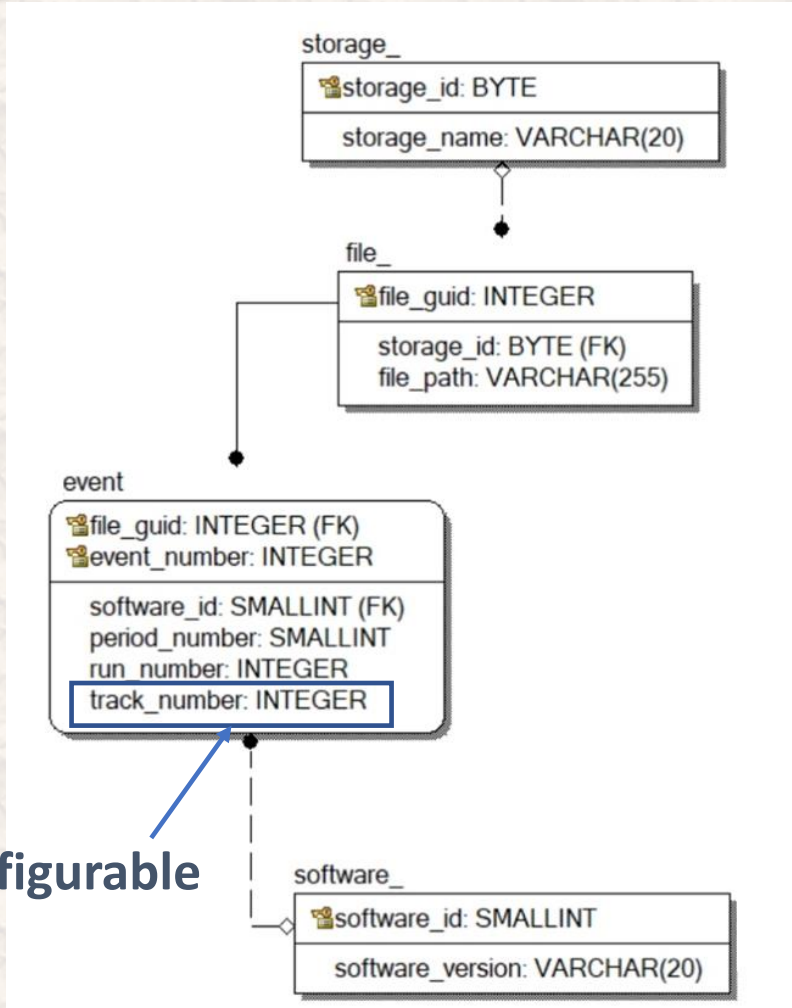 storage_
storage_id: BYTE
storage_name: VARCHAR(20)
file_
file_guid: INTEGER
storage_id: BYTE (FK)
file_path: VARCHAR(255)
event
file_guid: INTEGER (FK)
event_number: INTEGER
software_id: SMALLINT (FK)
period_number: SMALLINT
run_number: INTEGER
track_number: INTEGER
figurable
software_
software_id: SMALLINT
software_version: VARCHAR(20)